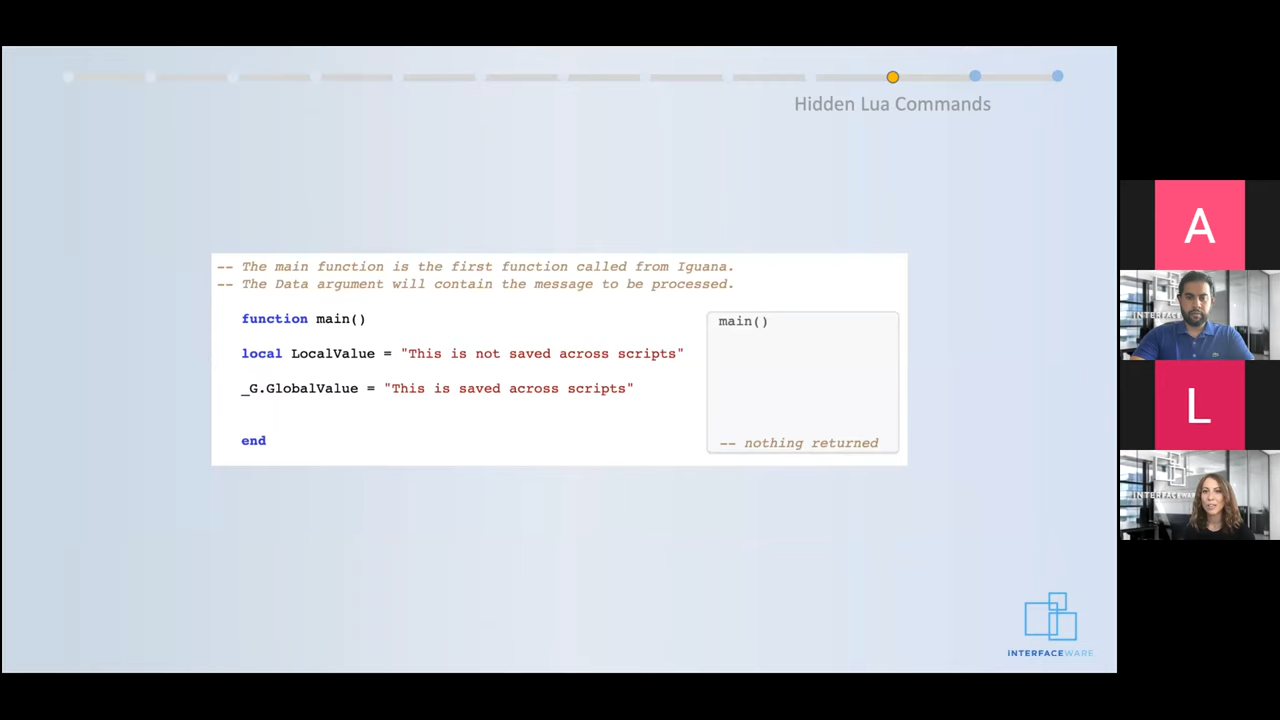 Hidden Lua Commands
-- The main function is the first function called from Iguana.
-- The Data argument will contain the message to be processed.
function main()
local LocalValue = "This is not saved across scripts"
_G.GlobalValue = "This is saved across scripts"
end
main()
-- nothing returned
INTERFACEWARE
A
L